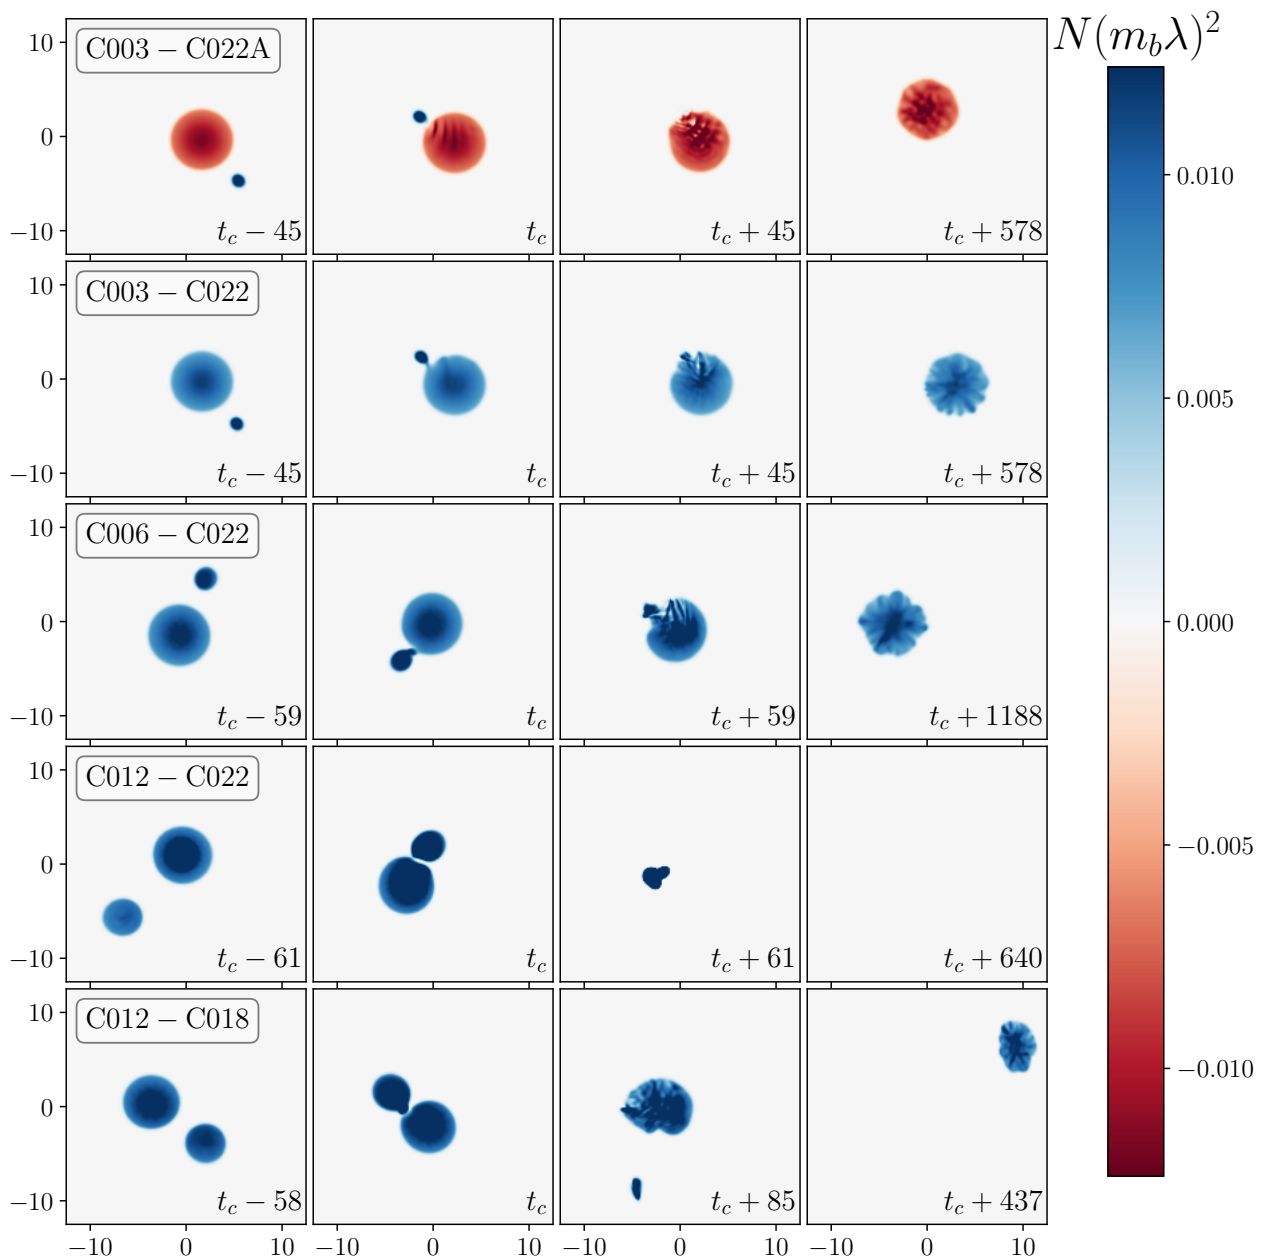 N(m_bλ)²
10
0
−10
C003 − C022A
t_c − 45
t_c
t_c + 45
t_c + 578
10
0
−10
C003 − C022
t_c − 45
t_c
t_c + 45
t_c + 578
10
0
−10
C006 − C022
t_c − 59
t_c
t_c + 59
t_c + 1188
10
0
−10
C012 − C022
t_c − 61
t_c
t_c + 61
t_c + 640
10
0
−10
C012 − C018
t_c − 58
t_c
t_c + 85
t_c + 437
−10 0 10 −10 0 10 −10 0 10 −10 0 10
0.010
0.005
0.000
−0.005
−0.010